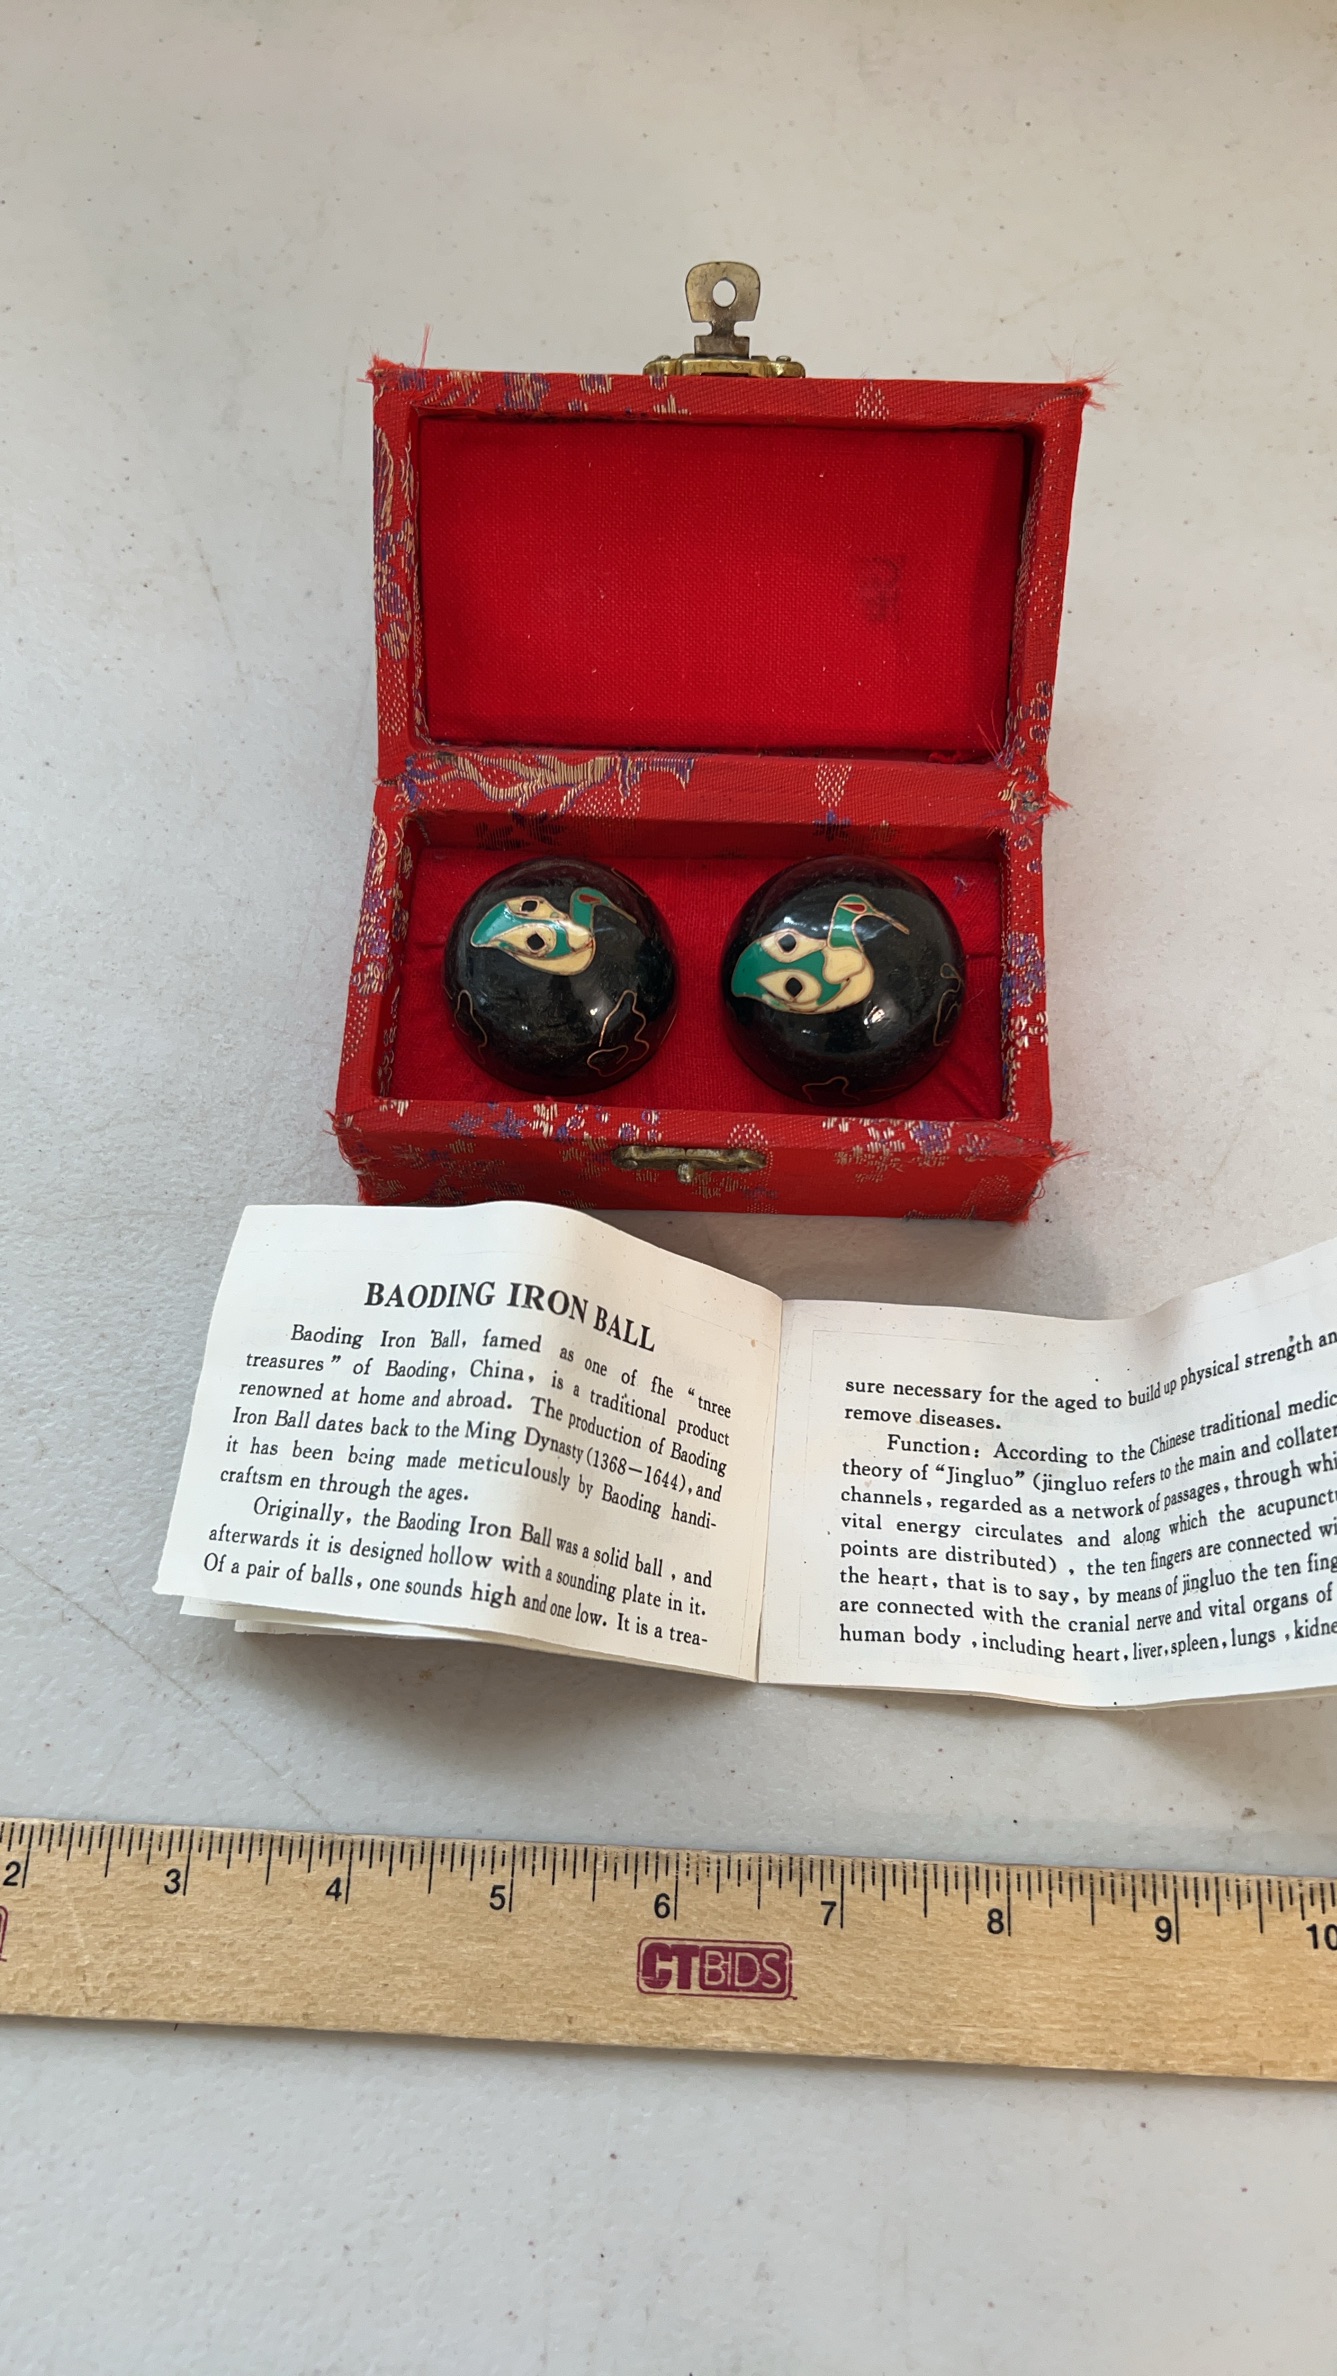 BAODING IRON BALL
Baoding Iron Ball, famed as one of fhe “tnree
treasures” of Baoding, China, is a traditional product
renowned at home and abroad. The production of Baoding
Iron Ball dates back to the Ming Dynasty (1368—1644), and
it has been being made meticulously by Baoding handi-
craftsm en through the ages.
Originally, the Baoding Iron Ball was a solid ball, and
afterwards it is designed hollow with a sounding plate in it.
Of a pair of balls, one sounds high and one low. It is a trea-
sure necessary for the aged to build up physical strength an
remove diseases.
Function: According to the Chinese traditional medic
theory of “Jingluo” (jingluo refers to the main and collater
channels, regarded as a network of passages, through whi
vital energy circulates and along which the acupunct
points are distributed), the ten fingers are connected wi
the heart, that is to say, by means of jingluo the ten fing
are connected with the cranial nerve and vital organs of
human body, including heart, liver, spleen, lungs, kidne
2 3 4 5 6 7 8 9 10
CTBIDS